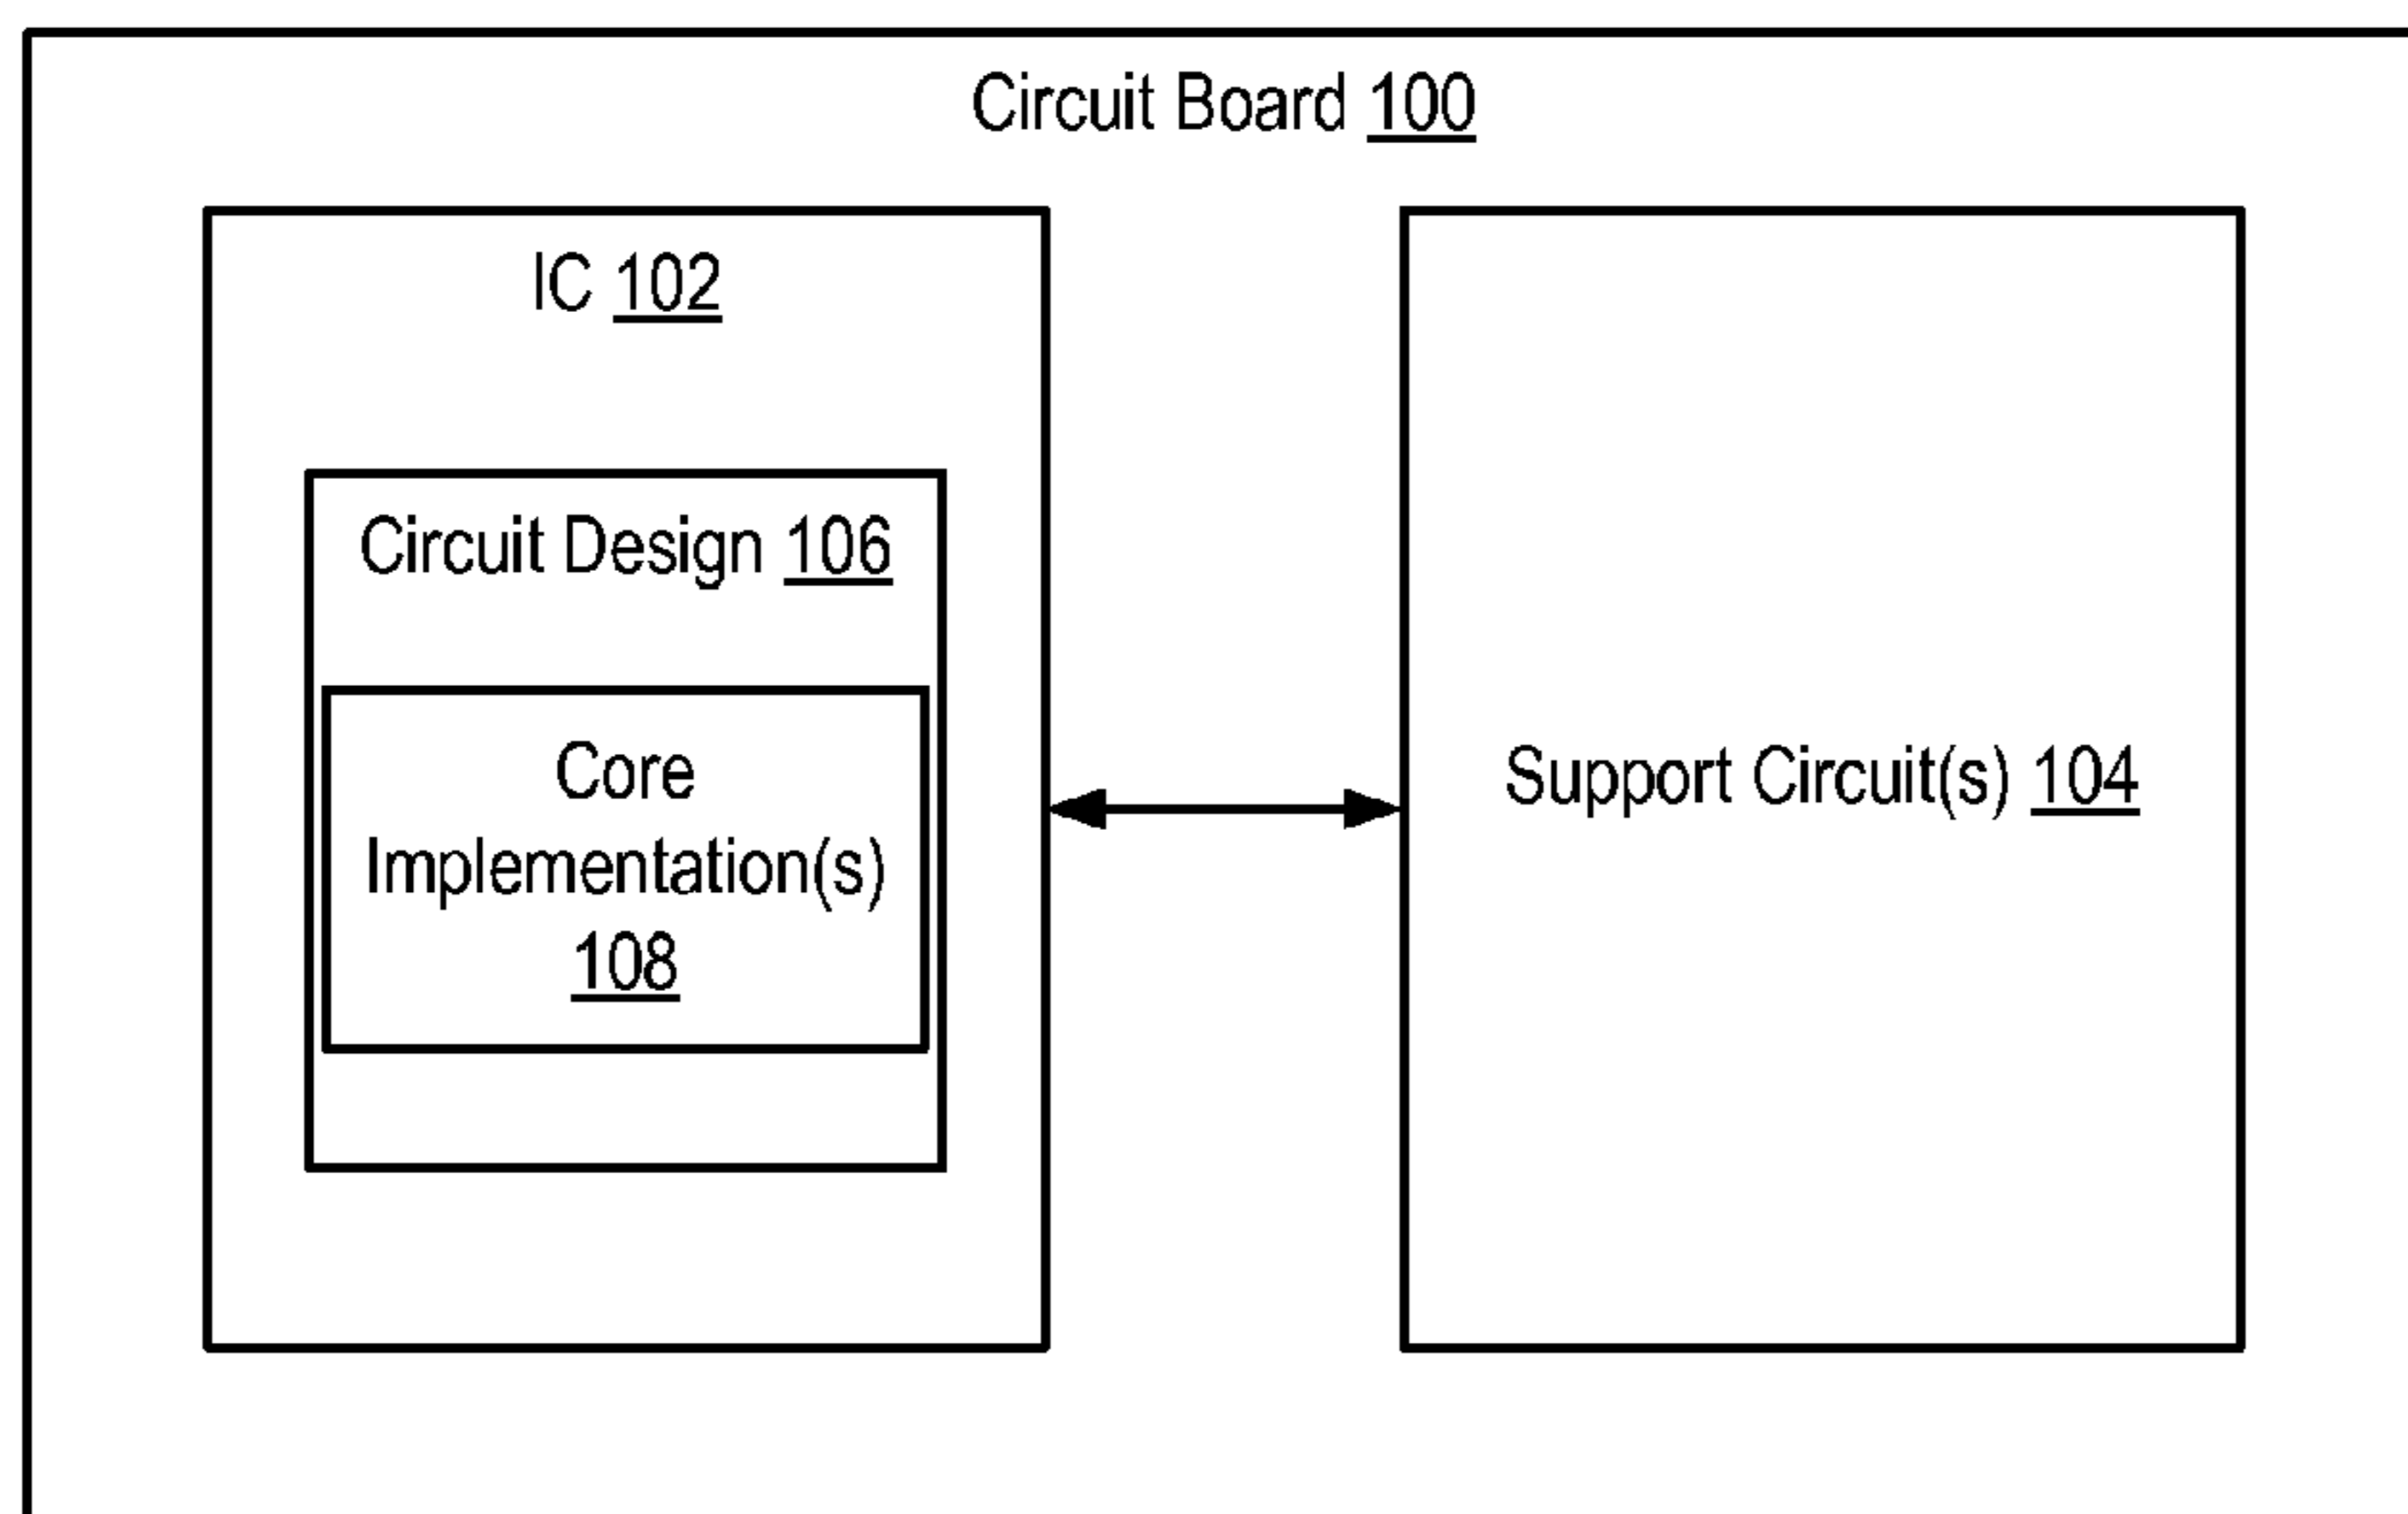 Circuit Board 100
IC 102
Circuit Design 106
Core
Implementation(s)
108
Support Circuit(s) 104